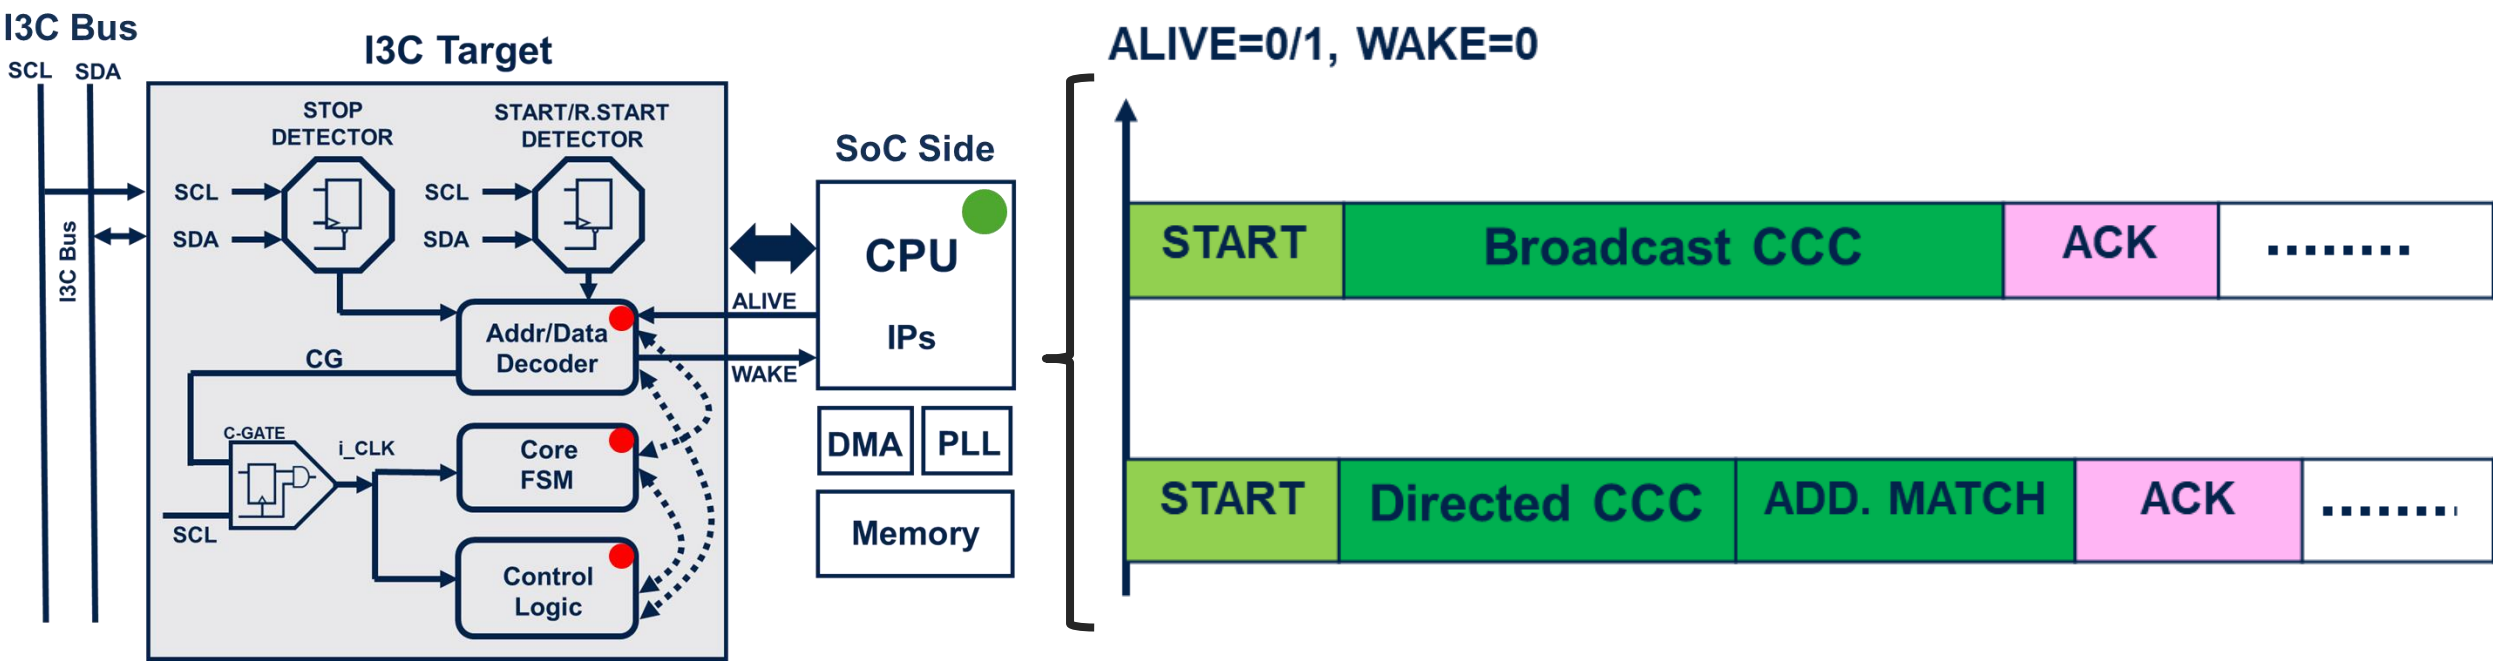 I3C Bus
SCL
SDA
I3C Bus
I3C Target
STOP
DETECTOR
START/R.START
DETECTOR
SCL
SDA
SCL
SDA
Addr/Data
Decoder
CG
C-GATE
i_CLK
SCL
Core
FSM
Control
Logic
ALIVE
WAKE
SoC Side
CPU
IPs
DMA
PLL
Memory
ALIVE=0/1, WAKE=0
START
Broadcast CCC
ACK
........
START
Directed CCC
ADD. MATCH
ACK
........